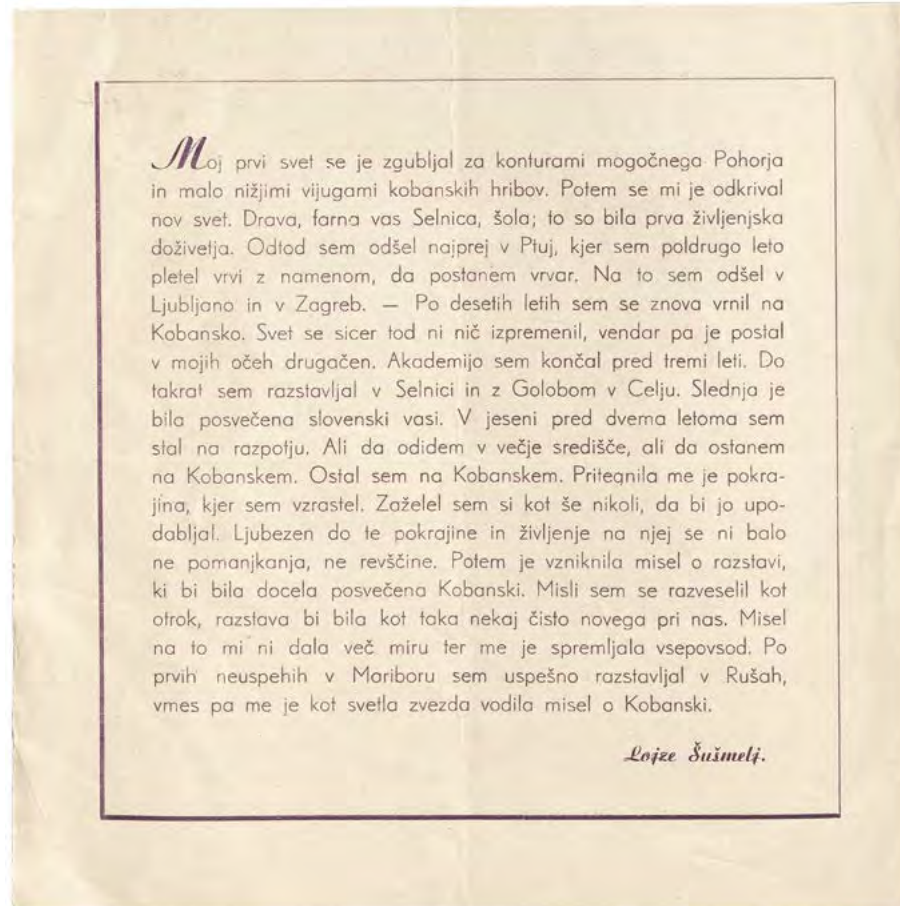 Moj prvi svet se je zgubljal za konturami mogočnega Pohorja
in malo nižjimi vijugami kobanskih hribov. Potem se mi je odkrival
nov svet. Drava, farna vas Selnica, šola; to so bila prva življenjska
doživetja. Odtod sem odšel najprej v Ptuj, kjer sem poldrugo leto
pletel vrvi z namenom, da postanem vrvar. Na to sem odšel v
Ljubljano in v Zagreb. — Po desetih letih sem se znova vrnil na
Kobansko. Svet se sicer tod ni nič izpremenil, vendar pa je postal
v mojih očeh drugačen. Akademijo sem končal pred tremi leti. Do
takrat sem razstavljal v Selnici in z Golobom v Celju. Slednja je
bila posvečena slovenski vasi. V jeseni pred dvema letoma sem
stal na razpotju. Ali da odidem v večje središče, ali da ostanem
na Kobanskem. Ostal sem na Kobanskem. Pritegnila me je pokra-
jina, kjer sem vzrastel. Zaželel sem si kot še nikoli, da bi jo upo-
dabljal. Ljubezen do te pokrajine in življenje na njej se ni balo
ne pomanjkanja, ne revščine. Potem je vzniknila misel o razstavi,
ki bi bila docela posvečena Kobanski. Misli sem se razveselil kot
otrok, razstava bi bila kot taka nekaj čisto novega pri nas. Misel
na to mi ni dala več miru ter me je spremljala vsepovsod. Po
prvih neuspehih v Mariboru sem uspešno razstavljal v Rušah,
vmes pa me je kot svetla zvezda vodila misel o Kobanski.
Lojze Šušmelj.